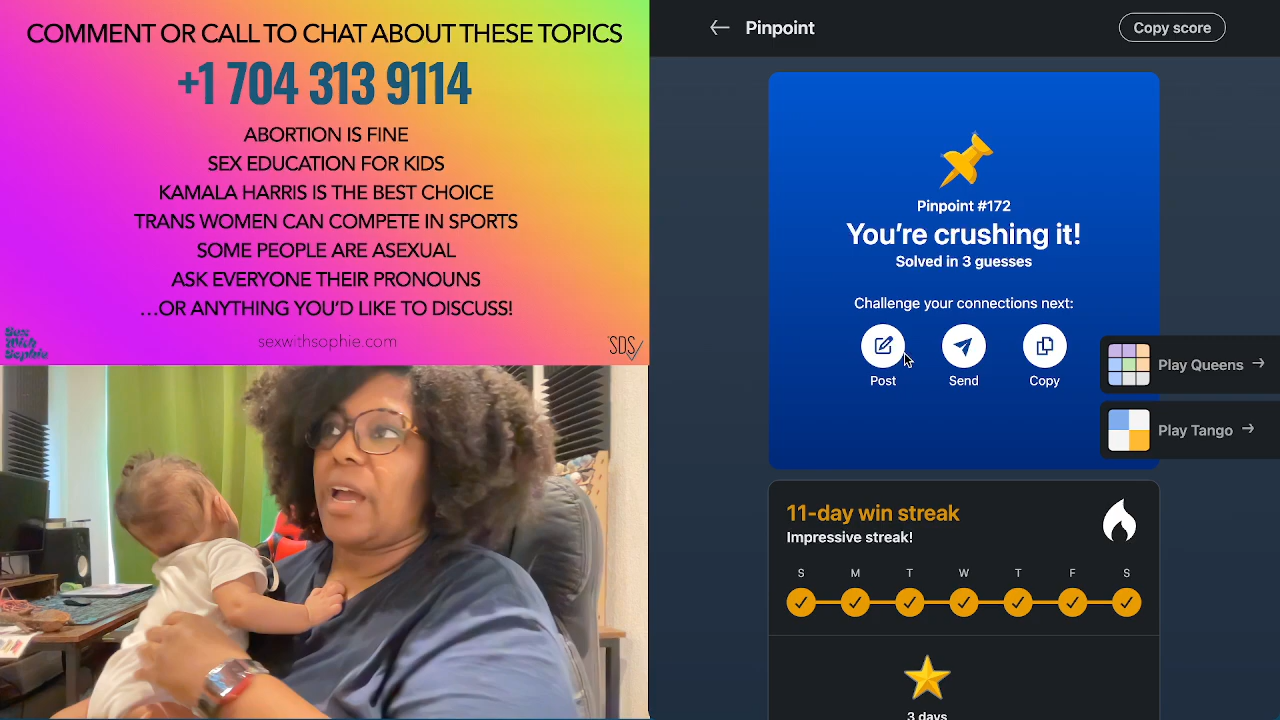 COMMENT OR CALL TO CHAT ABOUT THESE TOPICS
+1 704 313 9114
ABORTION IS FINE
SEX EDUCATION FOR KIDS
KAMALA HARRIS IS THE BEST CHOICE
TRANS WOMEN CAN COMPETE IN SPORTS
SOME PEOPLE ARE ASEXUAL
ASK EVERYONE THEIR PRONOUNS
…OR ANYTHING YOU'D LIKE TO DISCUSS!
sexwithsophie.com
Sex
With
Sophie
SDS
Pinpoint
Copy score
Pinpoint #172
You’re crushing it!
Solved in 3 guesses
Challenge your connections next:
Post
Send
Copy
Play Queens
Play Tango
11-day win streak
Impressive streak!
S M T W T F S
3 days